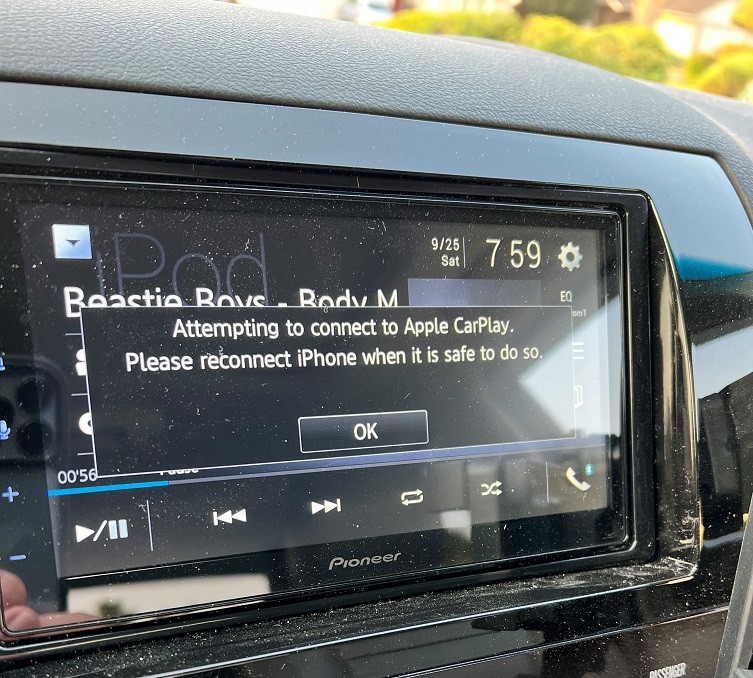 iPod
9/25
Sat
7 59
Beastie Boys - Body M
EQ
Attempting to connect to Apple CarPlay.
Please reconnect iPhone when it is safe to do so.
OK
00'56"
Pause
Pioneer
PASSENGER